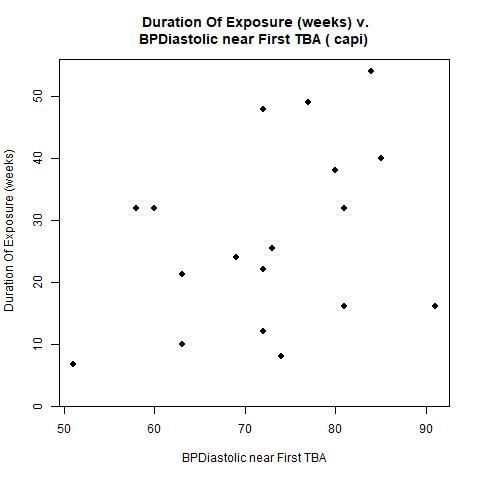 Duration Of Exposure (weeks) v.
BPDiastolic near First TBA ( capi)
Duration Of Exposure (weeks)
50
40
30
20
10
0
50 60 70 80 90
BPDiastolic near First TBA